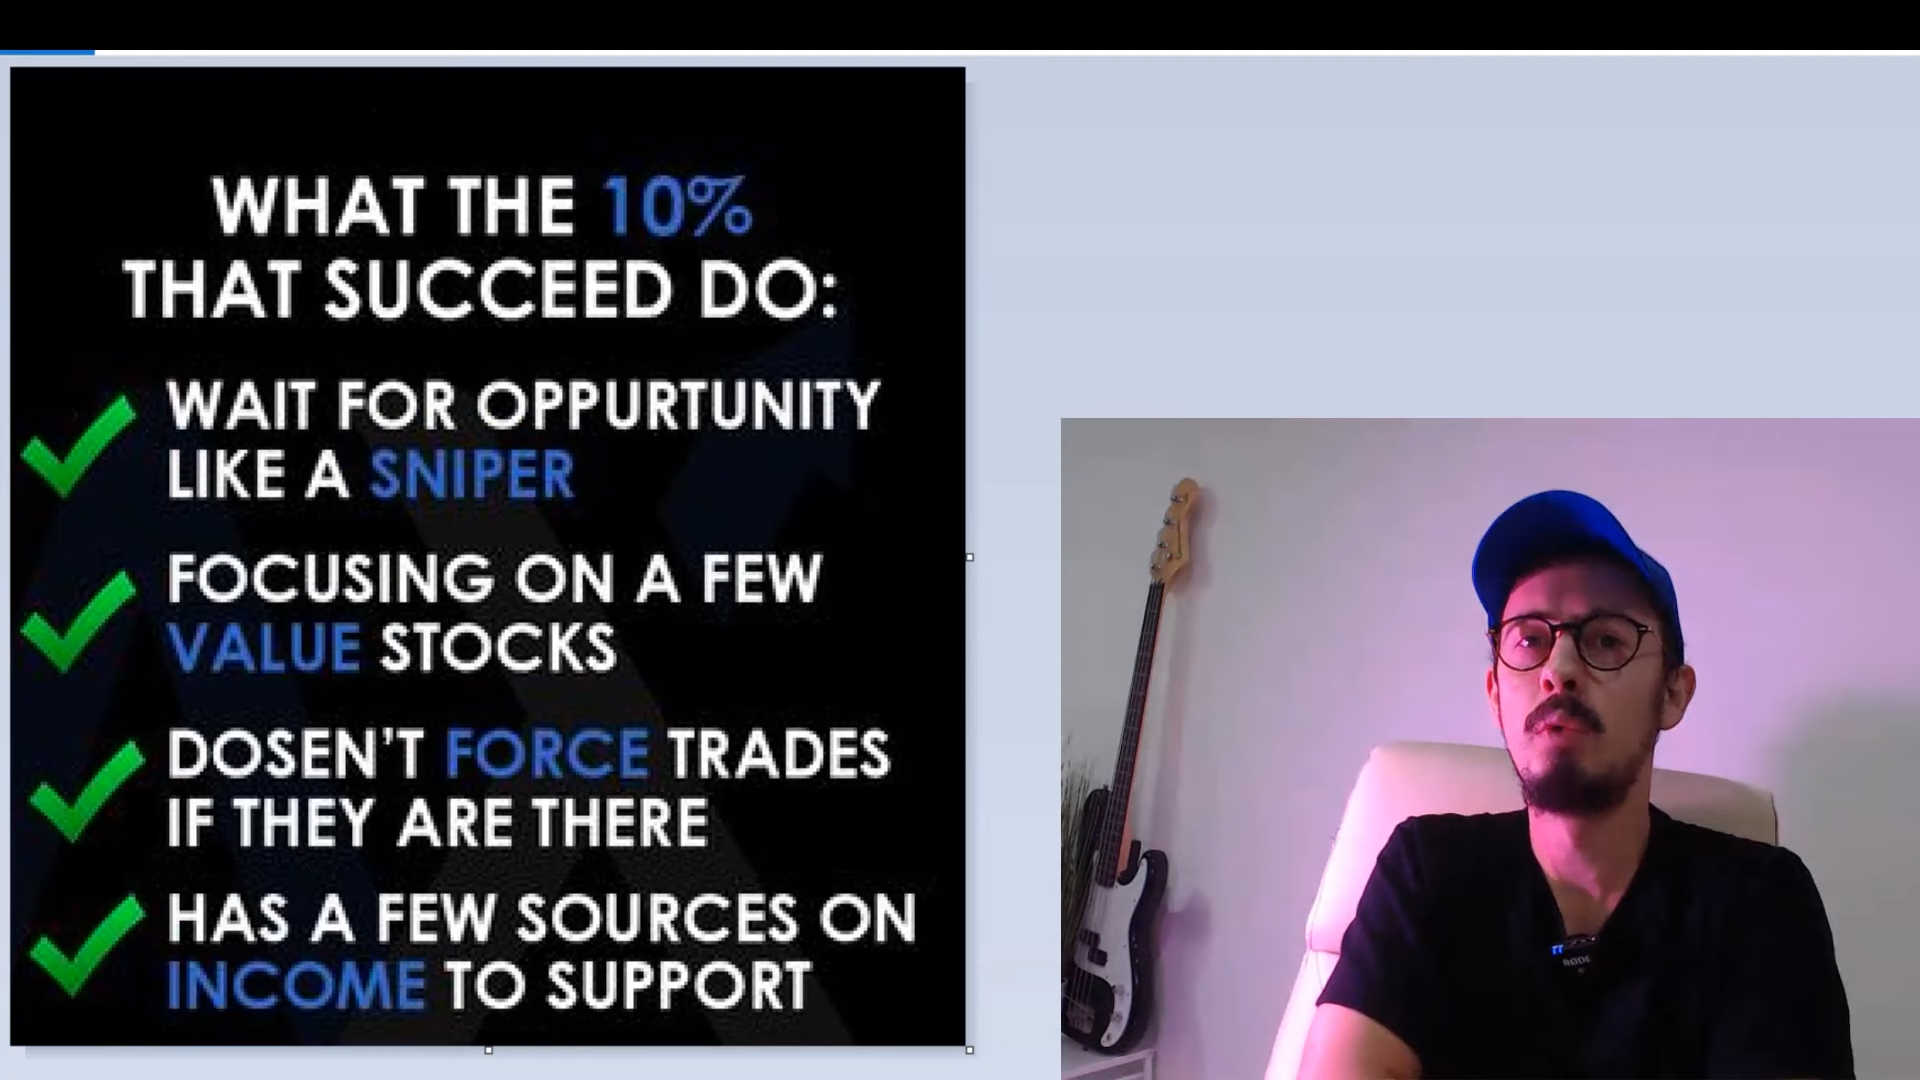 WHAT THE 10%
THAT SUCCEED DO:
WAIT FOR OPPURTUNITY
LIKE A SNIPER
FOCUSING ON A FEW
VALUE STOCKS
DOSEN'T FORCE TRADES
IF THEY ARE THERE
HAS A FEW SOURCES ON
INCOME TO SUPPORT
RØDE